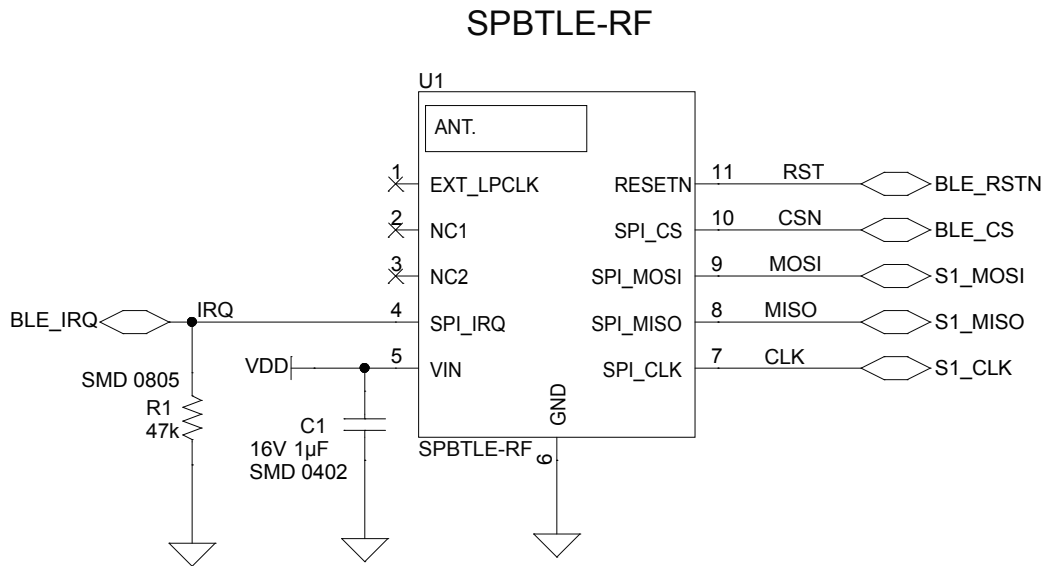 SPBTLE-RF
U1
ANT.
1 EXT_LPCLK
RESETN 11 RST BLE_RSTN
2 NC1
SPI_CS 10 CSN BLE_CS
3 NC2
SPI_MOSI 9 MOSI S1_MOSI
BLE_IRQ IRQ 4 SPI_IRQ
SPI_MISO 8 MISO S1_MISO
VDD 5 VIN
SPI_CLK 7 CLK S1_CLK
SMD 0805
R1
47k
C1
16V 1µF
SMD 0402
GND
SPBTLE-RF
6